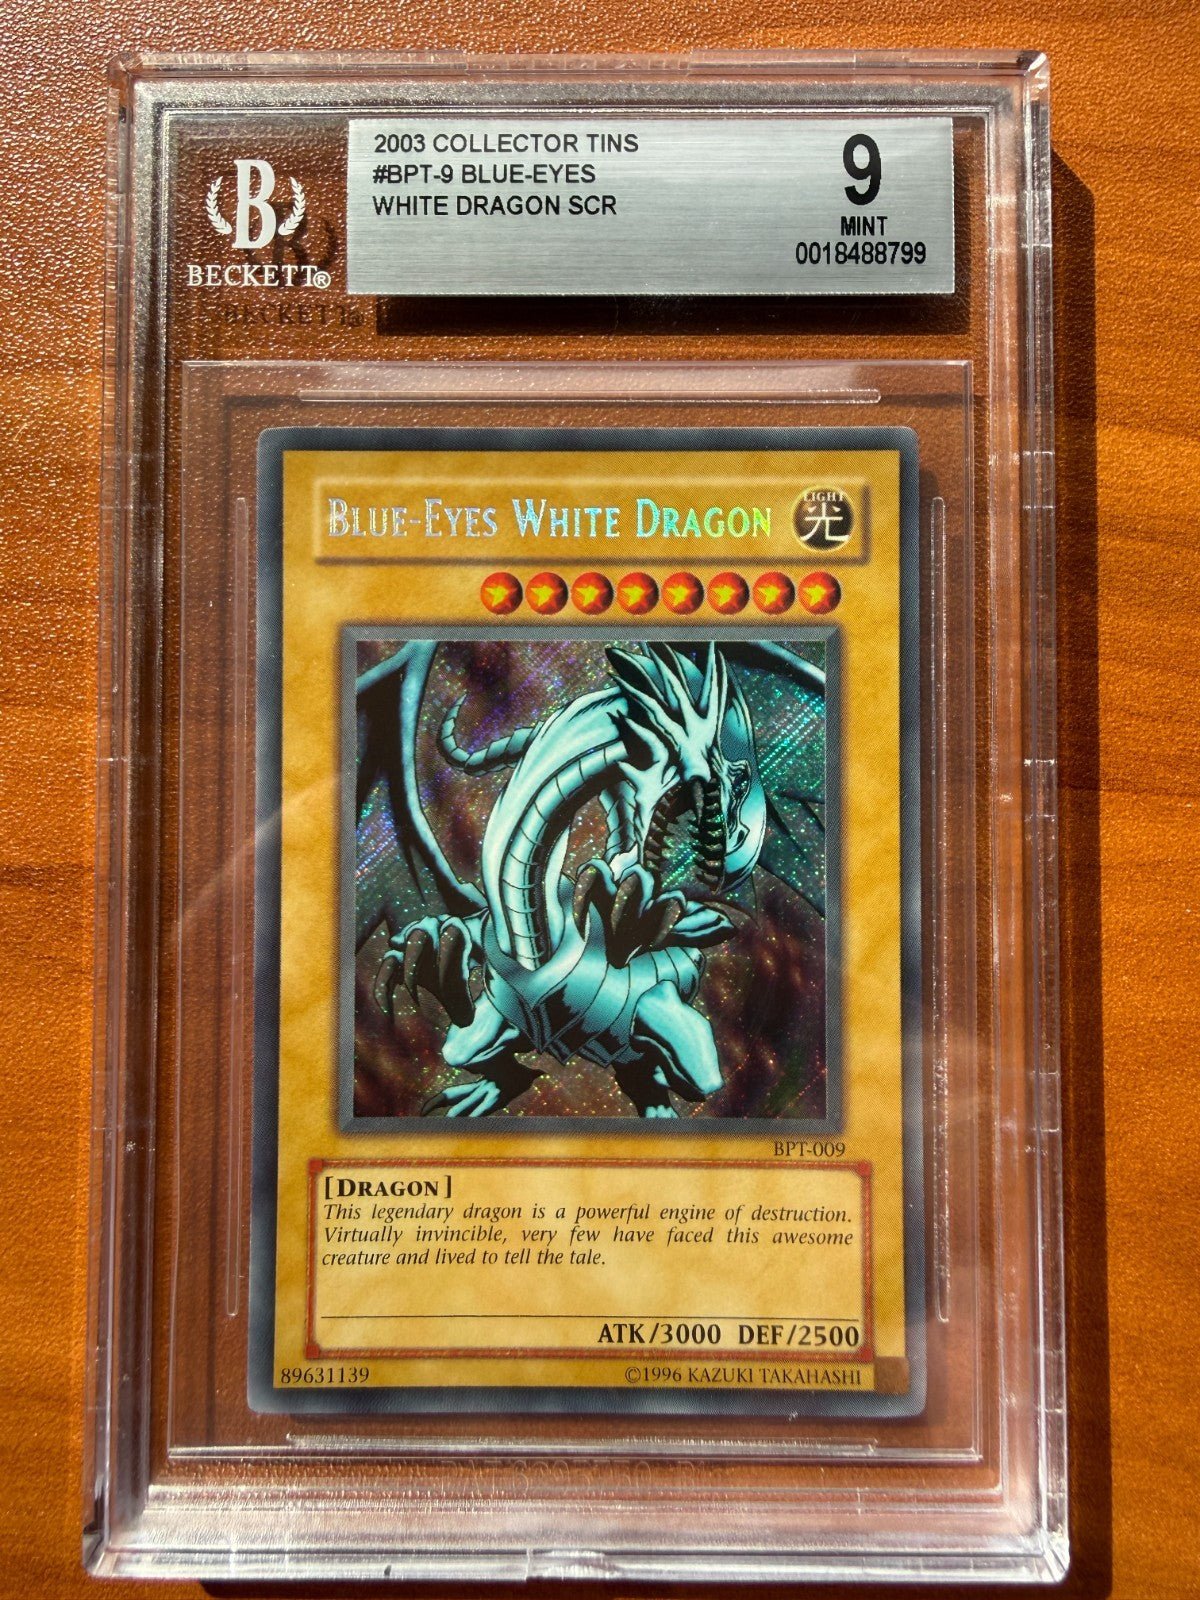 2003 COLLECTOR TINS
#BPT-9 BLUE-EYES
WHITE DRAGON SCR
9
MINT
0018488799
B
BECKETT®
BLUE-EYES WHITE DRAGON
LIGHT
光
BPT-009
[DRAGON]
This legendary dragon is a powerful engine of destruction.
Virtually invincible, very few have faced this awesome
creature and lived to tell the tale.
ATK/3000 DEF/2500
89631139
©1996 KAZUKI TAKAHASHI